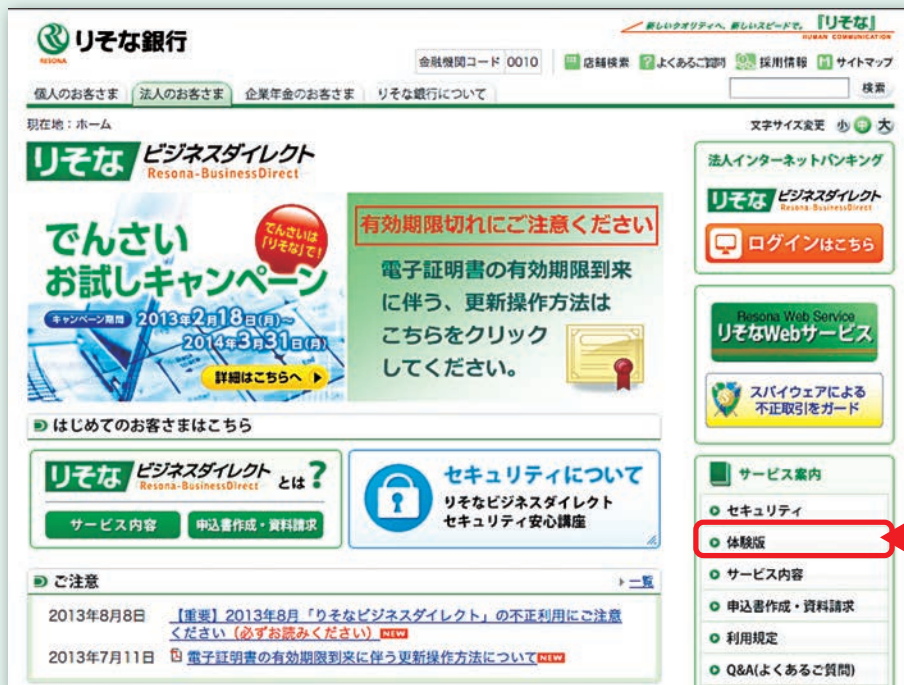 りそな銀行
RESONA
新しいクオリティへ、新しいスピードで。 『りそな』
HUMAN COMMUNICATION
金融機関コード 0010 店舗検索 よくあるご質問 採用情報 サイトマップ
個人のお客さま 法人のお客さま 企業年金のお客さま りそな銀行について 検索
現在地：ホーム 文字サイズ変更 小 中 大
りそな ビジネスダイレクト
Resona-BusinessDirect
でんさい
お試しキャンペーン
でんさいは
「りそな」で！
キャンペーン期間 2013年2月18日(月)～
2014年3月31日(月)
詳細はこちらへ
有効期限切れにご注意ください
電子証明書の有効期限到来
に伴う、更新操作方法は
こちらをクリック
してください。
はじめてのお客さまはこちら
りそな ビジネスダイレクト とは？
Resona-BusinessDirect
サービス内容 申込書作成・資料請求
セキュリティについて
りそなビジネスダイレクト
セキュリティ安心講座
ご注意 一覧
2013年8月8日 【重要】2013年8月「りそなビジネスダイレクト」の不正利用にご注意
ください（必ずお読みください） NEW
2013年7月11日 電子証明書の有効期限到来に伴う更新操作方法について NEW
法人インターネットバンキング
りそな ビジネスダイレクト
Resona-BusinessDirect
ログインはこちら
Resona Web Service
りそなWebサービス
スパイウェアによる
不正取引をガード
サービス案内
セキュリティ
体験版
サービス内容
申込書作成・資料請求
利用規定
Q&A(よくあるご質問)